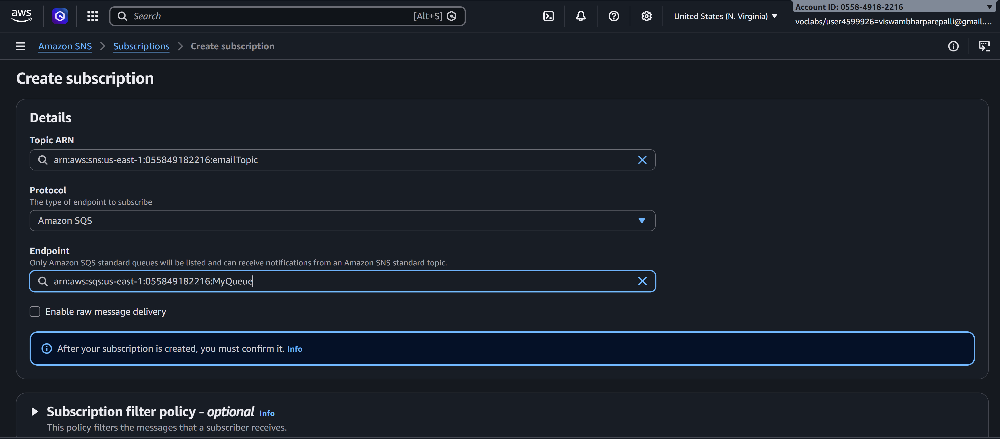 aws
Search
[Alt+S]
United States (N. Virginia)
Account ID: 0558-4918-2216
voclabs/user4599926=viswambharparepalli@gmail....
Amazon SNS
Subscriptions
Create subscription
Create subscription
Details
Topic ARN
arn:aws:sns:us-east-1:055849182216:emailTopic
Protocol
The type of endpoint to subscribe
Amazon SQS
Endpoint
Only Amazon SQS standard queues will be listed and can receive notifications from an Amazon SNS standard topic.
arn:aws:sqs:us-east-1:055849182216:MyQueue
Enable raw message delivery
After your subscription is created, you must confirm it. Info
Subscription filter policy - optional Info
This policy filters the messages that a subscriber receives.